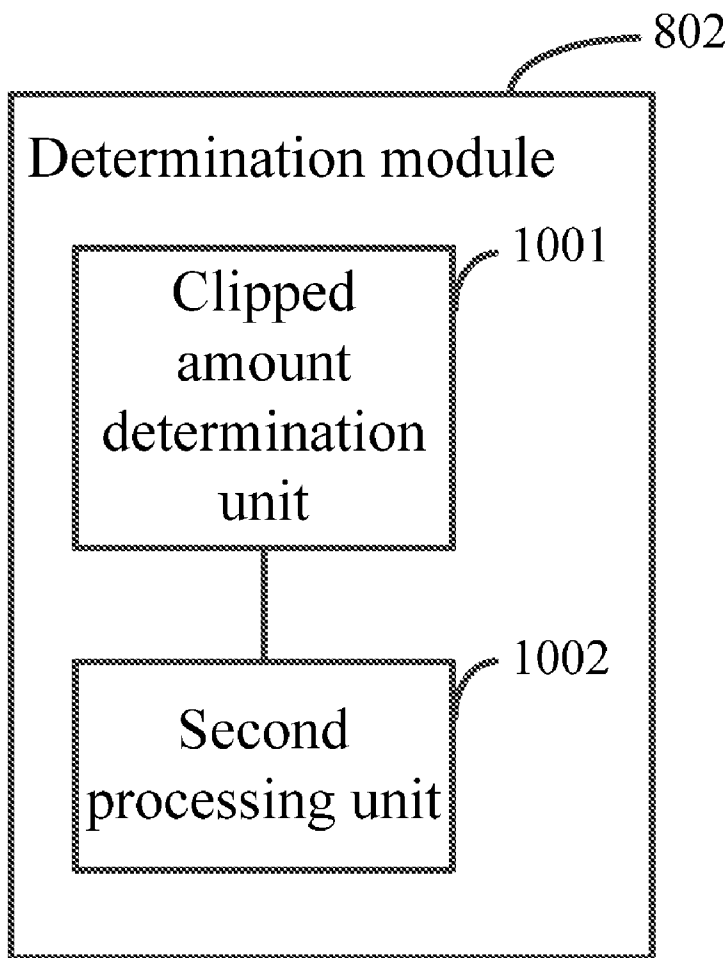 802
Determination module
1001
Clipped
amount
determination
unit
1002
Second
processing unit